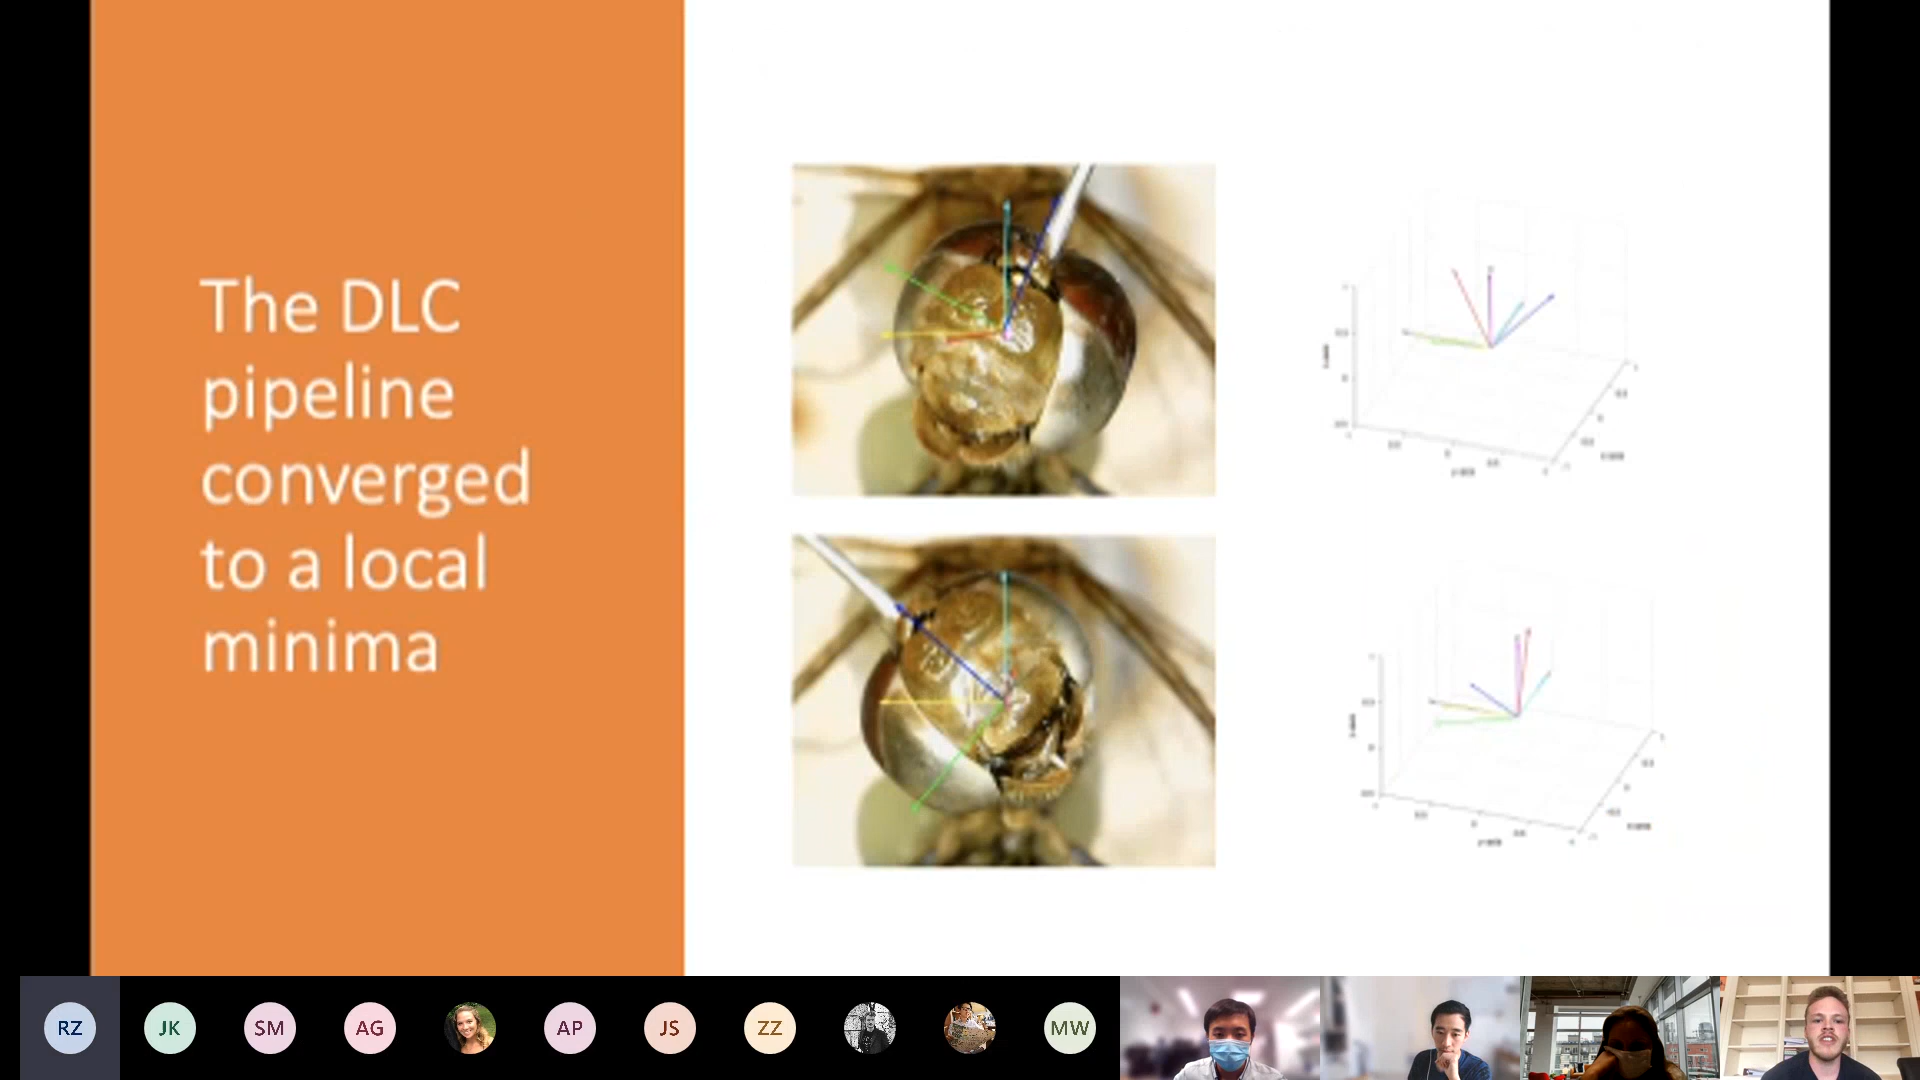 The DLC
pipeline
converged
to a local
minima
RZ
JK
SM
AG
AP
JS
ZZ
MW